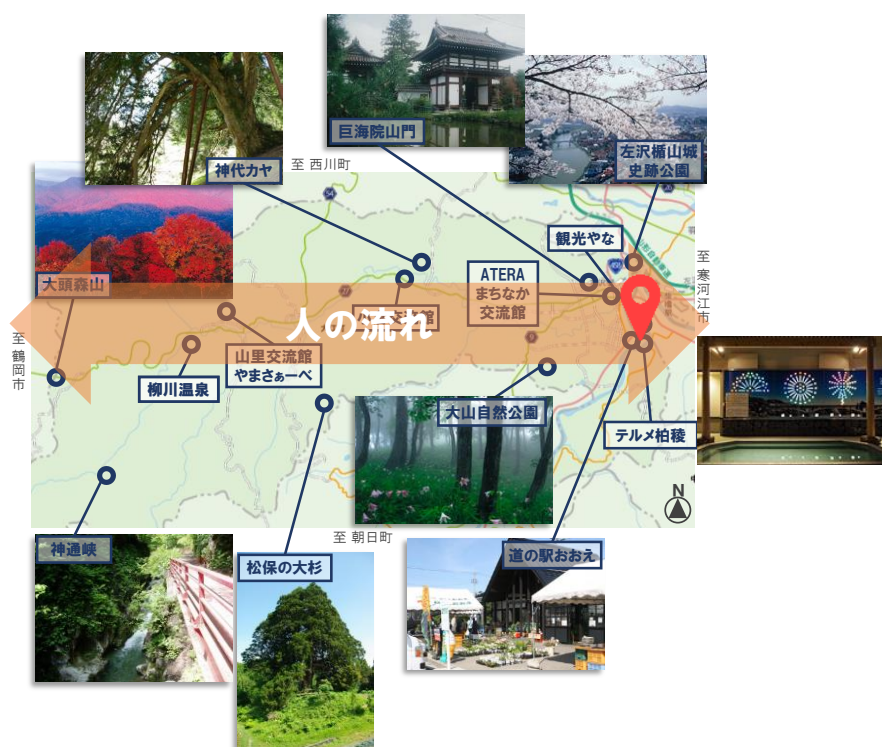 巨海院山門
神代カヤ
至 西川町
左沢楯山城
史跡公園
観光やな
至 寒河江市
大頭森山
ATERA
まちなか
交流館
人の流れ
交流館
至 鶴岡市
山里交流館
やまさぁーべ
柳川温泉
大山自然公園
テルメ柏稜
N
至 朝日町
神通峡
松保の大杉
道の駅おおえ
54
27